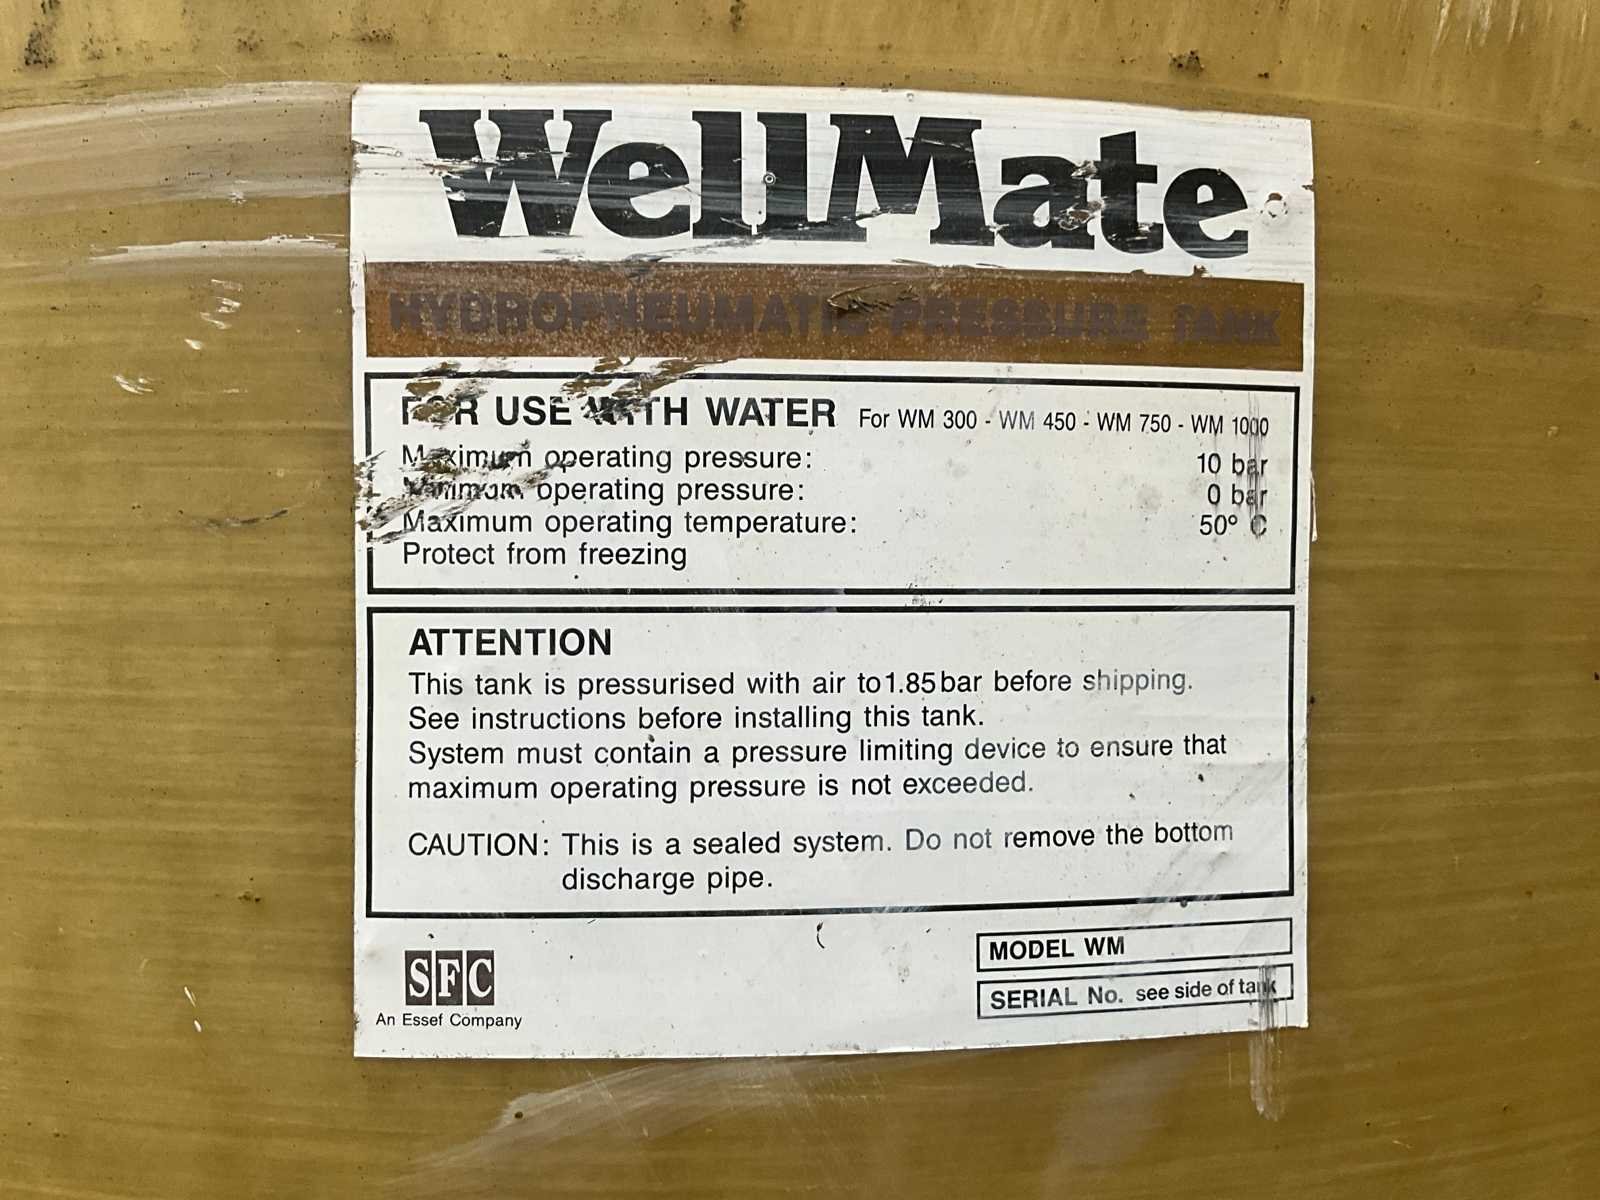 WellMate
HYDROPNEUMATIC PRESSURE TANK
FOR USE WITH WATER For WM 300 - WM 450 - WM 750 - WM 1000
Maximum operating pressure: 10 bar
Minimum operating pressure: 0 bar
Maximum operating temperature: 50° C
Protect from freezing
ATTENTION
This tank is pressurised with air to 1.85 bar before shipping.
See instructions before installing this tank.
System must contain a pressure limiting device to ensure that
maximum operating pressure is not exceeded.
CAUTION: This is a sealed system. Do not remove the bottom
discharge pipe.
SFC
An Essef Company
MODEL WM
SERIAL No. see side of tank